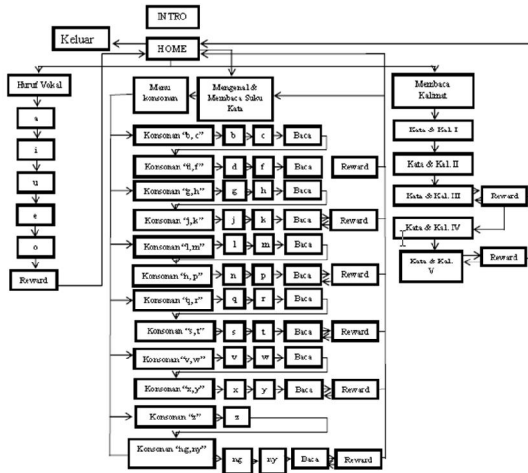 INTRO
Keluar
HOME
Huruf Vokal
a
i
u
e
o
Reward
Menu
konsonan
Mengenal &
Membaca Suku
Kata
Konsonan "b,c"
b
c
Baca
Konsonan "d,f"
d
f
Baca
Reward
Konsonan "g,h"
g
h
Baca
Konsonan "j,k"
j
k
Baca
Reward
Konsonan "l,m"
l
m
Baca
Konsonan "n,p"
n
p
Baca
Reward
Konsonan "q,r"
q
r
Baca
Konsonan "s,t"
s
t
Baca
Reward
Konsonan "v,w"
v
w
Baca
Konsonan "x,y"
x
y
Baca
Reward
Konsonan "z"
z
Konsonan "ng,ny"
ng
ny
Baca
Reward
Membaca
Kalimat
Kata & Kal. I
Kata & Kal. II
Kata & Kal. III
Reward
Kata & Kal. IV
Kata & Kal.
V
Reward